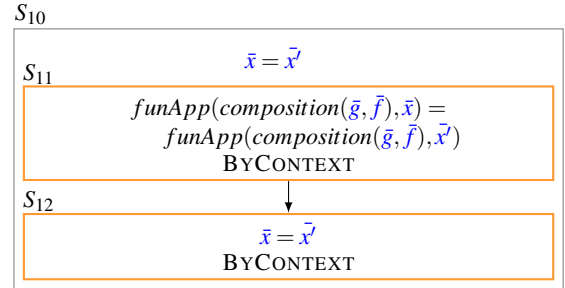 S₁₀
x̄ = x̄′
S₁₁
funApp(composition(ḡ, f̄), x̄) =
funApp(composition(ḡ, f̄), x̄′)
BYCONTEXT
S₁₂
x̄ = x̄′
BYCONTEXT